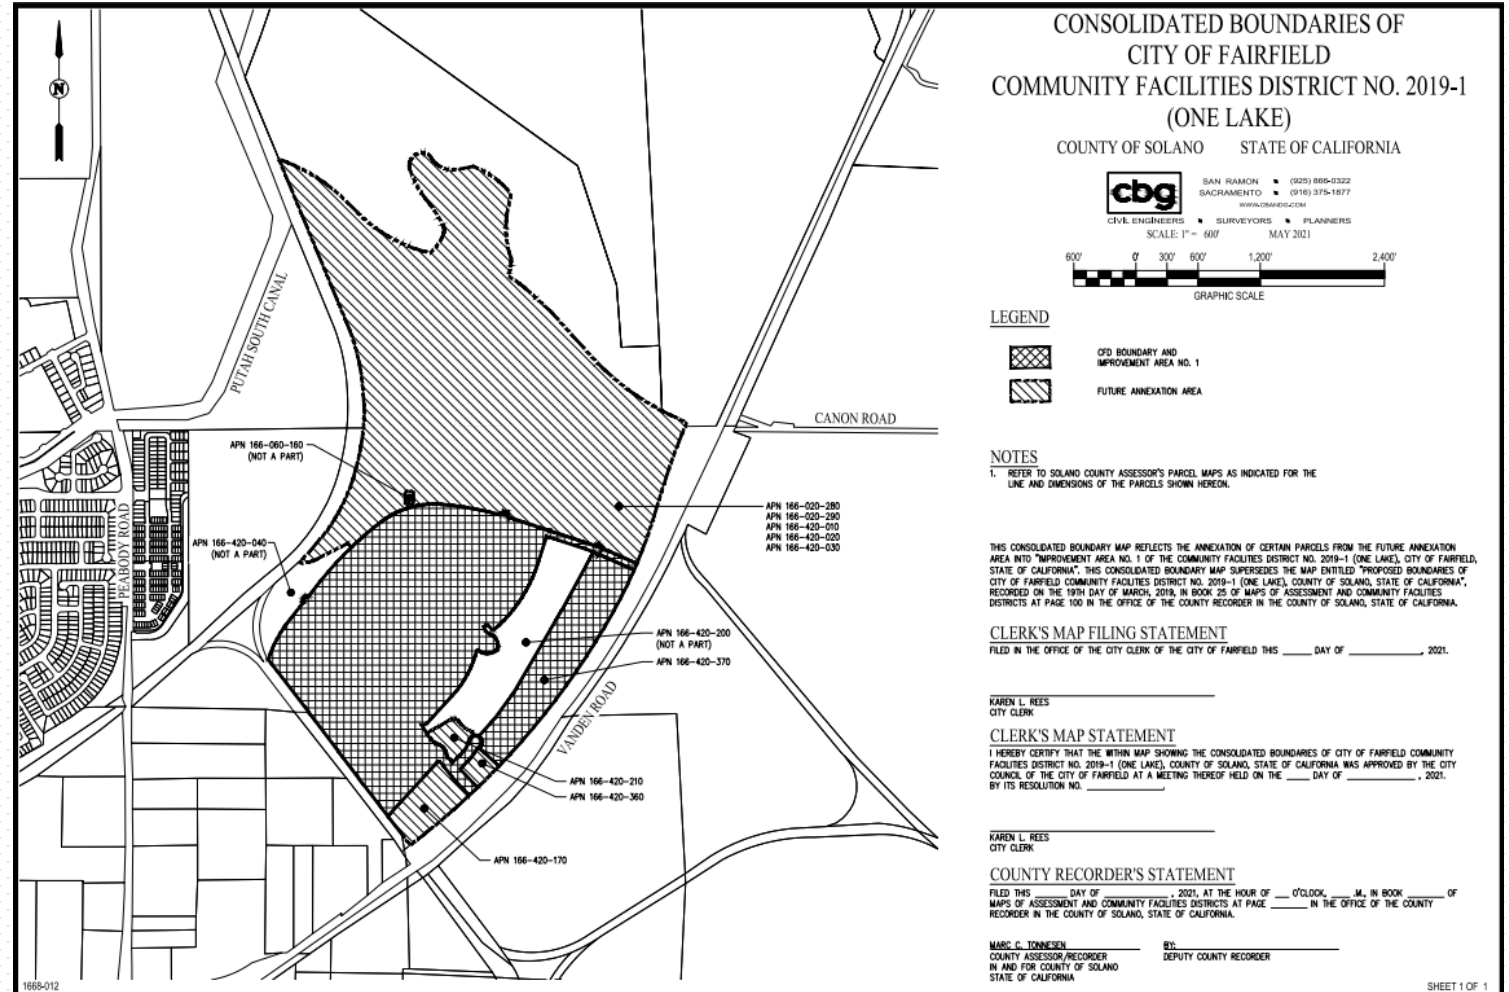 CONSOLIDATED BOUNDARIES OF
CITY OF FAIRFIELD
COMMUNITY FACILITIES DISTRICT NO. 2019-1
(ONE LAKE)
COUNTY OF SOLANO STATE OF CALIFORNIA
cbg
SAN RAMON ▪ (925) 866-0322
SACRAMENTO ▪ (916) 375-1877
WWW.CBANDG.COM
CIVIL ENGINEERS ▪ SURVEYORS ▪ PLANNERS
SCALE: 1" = 600' MAY 2021
600' 0' 300' 600' 1,200' 2,400'
GRAPHIC SCALE
LEGEND
CFD BOUNDARY AND
IMPROVEMENT AREA NO. 1
FUTURE ANNEXATION AREA
NOTES
1. REFER TO SOLANO COUNTY ASSESSOR'S PARCEL MAPS AS INDICATED FOR THE
LINE AND DIMENSIONS OF THE PARCELS SHOWN HEREON.
THIS CONSOLIDATED BOUNDARY MAP REFLECTS THE ANNEXATION OF CERTAIN PARCELS FROM THE FUTURE ANNEXATION
AREA INTO "IMPROVEMENT AREA NO. 1 OF THE COMMUNITY FACILITIES DISTRICT NO. 2019-1 (ONE LAKE), CITY OF FAIRFIELD,
STATE OF CALIFORNIA". THIS CONSOLIDATED BOUNDARY MAP SUPERSEDES THE MAP ENTITLED "PROPOSED BOUNDARIES OF
CITY OF FAIRFIELD COMMUNITY FACILITIES DISTRICT NO. 2019-1 (ONE LAKE), COUNTY OF SOLANO, STATE OF CALIFORNIA",
RECORDED ON THE 19TH DAY OF MARCH, 2019, IN BOOK 25 OF MAPS OF ASSESSMENT AND COMMUNITY FACILITIES
DISTRICTS AT PAGE 100 IN THE OFFICE OF THE COUNTY RECORDER IN THE COUNTY OF SOLANO, STATE OF CALIFORNIA.
CLERK'S MAP FILING STATEMENT
FILED IN THE OFFICE OF THE CITY CLERK OF THE CITY OF FAIRFIELD THIS _____ DAY OF ____________, 2021.
KAREN L. REES
CITY CLERK
CLERK'S MAP STATEMENT
I HEREBY CERTIFY THAT THE WITHIN MAP SHOWING THE CONSOLIDATED BOUNDARIES OF CITY OF FAIRFIELD COMMUNITY
FACILITIES DISTRICT NO. 2019-1 (ONE LAKE), COUNTY OF SOLANO, STATE OF CALIFORNIA WAS APPROVED BY THE CITY
COUNCIL OF THE CITY OF FAIRFIELD AT A MEETING THEREOF HELD ON THE ____ DAY OF ____________, 2021.
BY ITS RESOLUTION NO. ____________.
KAREN L. REES
CITY CLERK
COUNTY RECORDER'S STATEMENT
FILED THIS _____ DAY OF ____________, 2021, AT THE HOUR OF __ O'CLOCK, ____.M., IN BOOK ______ OF
MAPS OF ASSESSMENT AND COMMUNITY FACILITIES DISTRICTS AT PAGE ______ IN THE OFFICE OF THE COUNTY
RECORDER IN THE COUNTY OF SOLANO, STATE OF CALIFORNIA.
MARC C. TONNESEN
COUNTY ASSESSOR/RECORDER
IN AND FOR COUNTY OF SOLANO
STATE OF CALIFORNIA
BY:
DEPUTY COUNTY RECORDER
SHEET 1 OF 1
1668-012
N
PUTAH SOUTH CANAL
PEABODY ROAD
CANON ROAD
VANDEN ROAD
APN 166-060-160
(NOT A PART)
APN 166-420-040
(NOT A PART)
APN 166-020-280
APN 166-020-290
APN 166-420-010
APN 166-420-020
APN 166-420-030
APN 166-420-200
(NOT A PART)
APN 166-420-370
APN 166-420-210
APN 166-420-360
APN 166-420-170